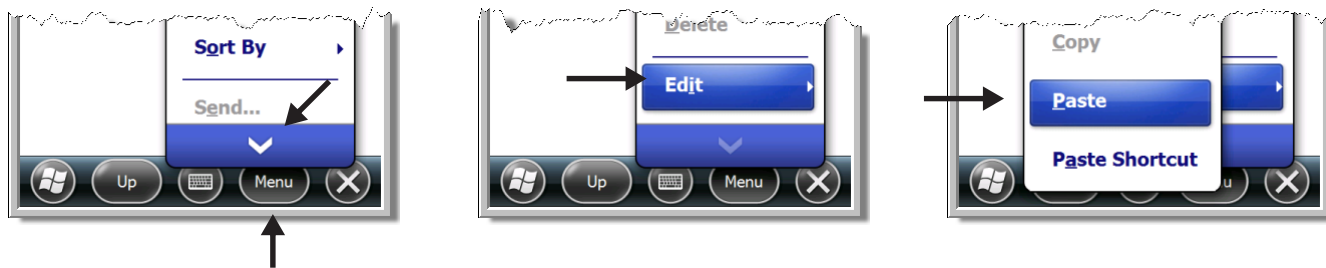 Sort By
Send...
Up
Menu
Delete
Edit
Up
Menu
Copy
Paste
Paste Shortcut
u